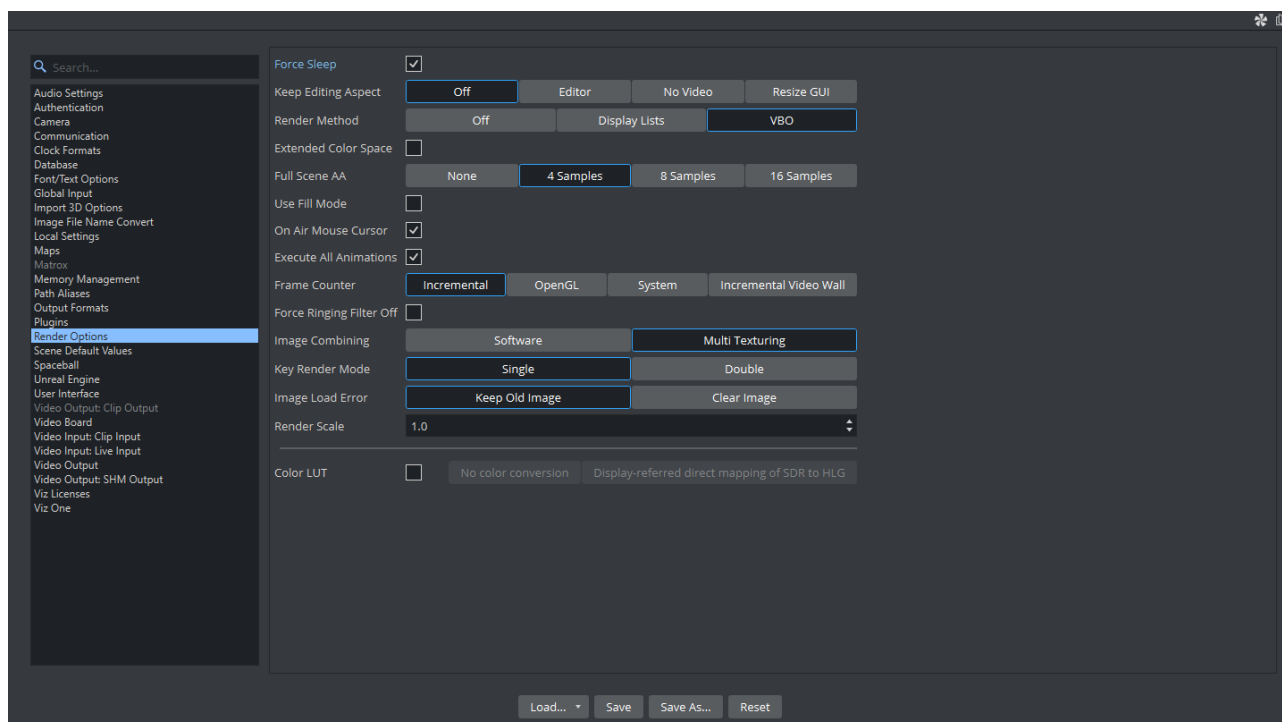 Search...
Audio Settings
Authentication
Camera
Communication
Clock Formats
Database
Font/Text Options
Global Input
Import 3D Options
Image File Name Convert
Local Settings
Maps
Matrox
Memory Management
Path Aliases
Output Formats
Plugins
Render Options
Scene Default Values
Spaceball
Unreal Engine
User Interface
Video Output: Clip Output
Video Board
Video Input: Clip Input
Video Input: Live Input
Video Output
Video Output: SHM Output
Viz Licenses
Viz One
Force Sleep
Keep Editing Aspect Off Editor No Video Resize GUI
Render Method Off Display Lists VBO
Extended Color Space
Full Scene AA None 4 Samples 8 Samples 16 Samples
Use Fill Mode
On Air Mouse Cursor
Execute All Animations
Frame Counter Incremental OpenGL System Incremental Video Wall
Force Ringing Filter Off
Image Combining Software Multi Texturing
Key Render Mode Single Double
Image Load Error Keep Old Image Clear Image
Render Scale 1.0
Color LUT No color conversion Display-referred direct mapping of SDR to HLG
Load... Save Save As... Reset